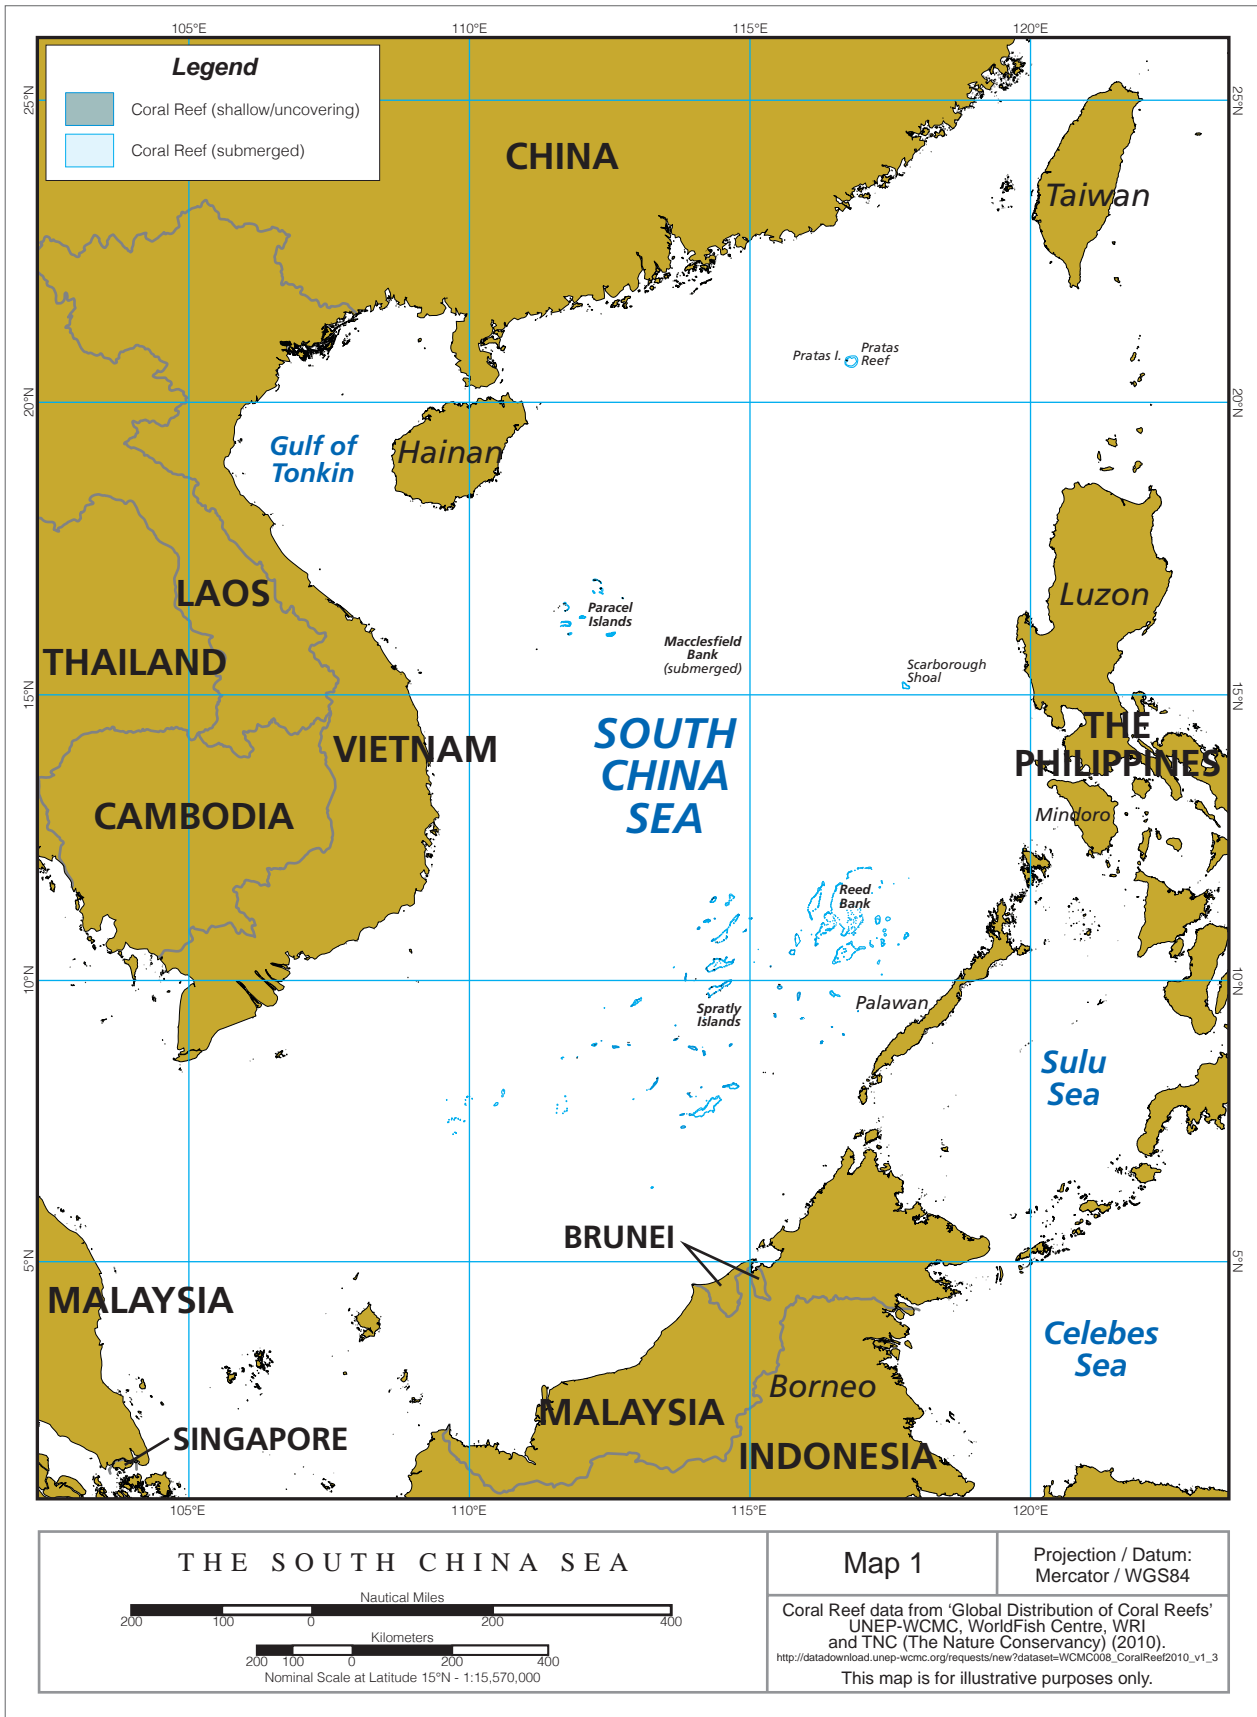 105°E
110°E
115°E
120°E
Legend
Coral Reef (shallow/uncovering)
Coral Reef (submerged)
25°N
25°N
CHINA
Taiwan
Pratas I.
Pratas
Reef
20°N
20°N
Gulf of
Tonkin
Hainan
LAOS
Luzon
Paracel
Islands
Macclesfield
Bank
(submerged)
THAILAND
Scarborough
Shoal
15°N
15°N
VIETNAM
SOUTH
CHINA
SEA
THE
PHILIPPINES
CAMBODIA
Mindoro
Reed
Bank
10°N
10°N
Palawan
Spratly
Islands
Sulu
Sea
BRUNEI
5°N
5°N
MALAYSIA
Celebes
Sea
Borneo
MALAYSIA
SINGAPORE
INDONESIA
105°E
110°E
115°E
120°E
THE SOUTH CHINA SEA
Nautical Miles
200 100 0 200 400
Kilometers
200 100 0 200 400
Nominal Scale at Latitude 15°N - 1:15,570,000
Map 1
Projection / Datum:
Mercator / WGS84
Coral Reef data from ‘Global Distribution of Coral Reefs’
UNEP-WCMC, WorldFish Centre, WRI
and TNC (The Nature Conservancy) (2010).
http://datadownload.unep-wcmc.org/requests/new?dataset=WCMC008_CoralReef2010_v1_3
This map is for illustrative purposes only.